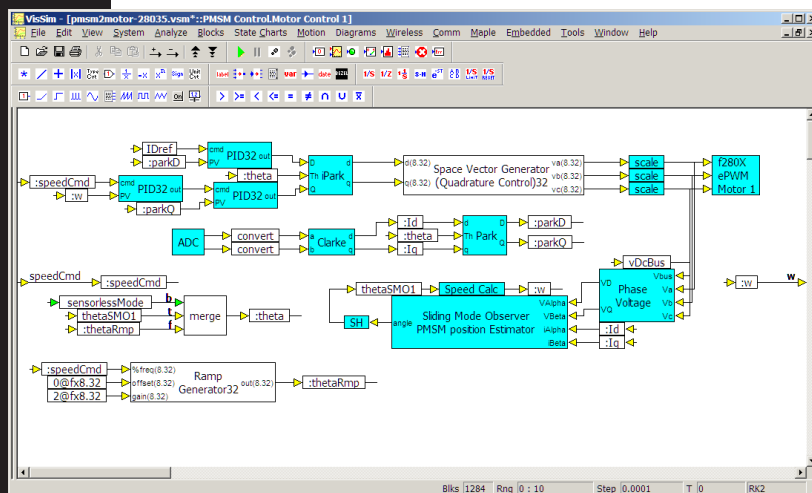 VisSim - [pmsm2motor-28035.vsm*::PMSM Control.Motor Control 1]
File Edit View System Analyze Blocks State Charts Motion Diagrams Wireless Comm Maple Embedded Tools Window Help
label var date
1/S 1/Z S-H
> >= < <= = ≠
IDref
:parkD
cmd
PV
PID32 out
:speedCmd
:w
cmd
PV
PID32 out
PID32 out
:parkQ
:theta
D
Th iPark
Q
d
q
d(8.32)
q(8.32)
Space Vector Generator
(Quadrature Control)32
va(8.32)
vb(8.32)
vc(8.32)
scale
scale
scale
f280X
ePWM
Motor 1
ADC
convert
convert
a
b
Clarke
d
q
:Id
:theta
:Iq
d
Th Park
q
D
Q
:parkD
:parkQ
speedCmd
:speedCmd
sensorlessMode
thetaSMO1
:thetaRmp
b
t
f
merge
:theta
thetaSMO1
Speed Calc
:w
SH
angle
Sliding Mode Observer
PMSM position Estimator
VAlpha
VBeta
iAlpha
iBeta
VD
VQ
Phase
Voltage
Vbus
Va
Vb
Vc
vDcBus
:Id
:Iq
:w
w
:speedCmd
0@fx8.32
2@fx8.32
%freq(8.32)
offset(8.32)
gain(8.32)
Ramp
Generator32
out(8.32)
:thetaRmp
Blks 1284 Rng 0 : 10 Step 0.0001 T 0 RK2